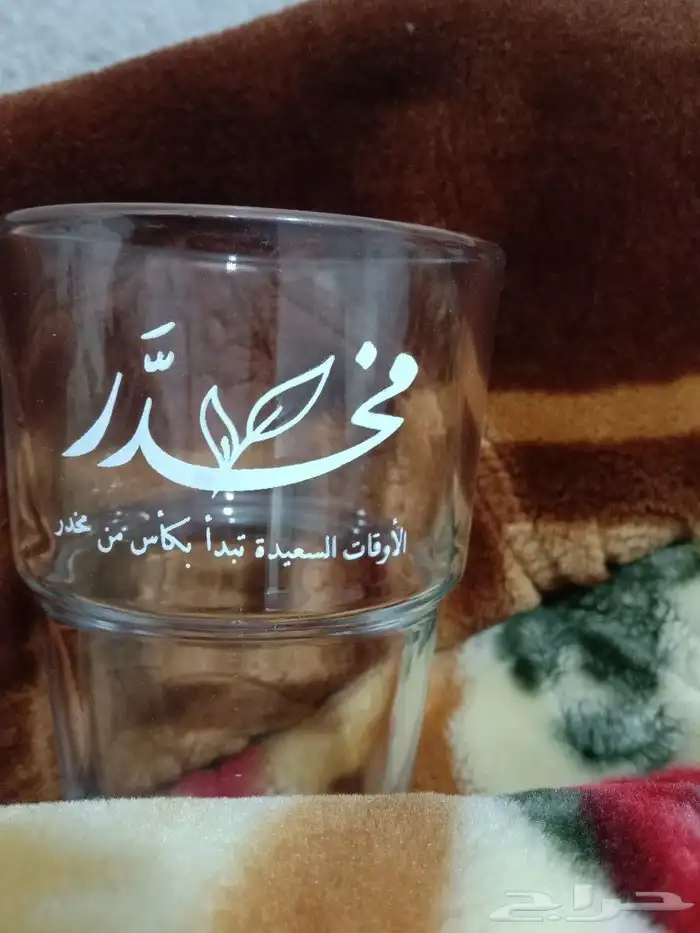 مخدَّر
الأوقات السعيدة تبدأ بكأس من مخدر
حراج